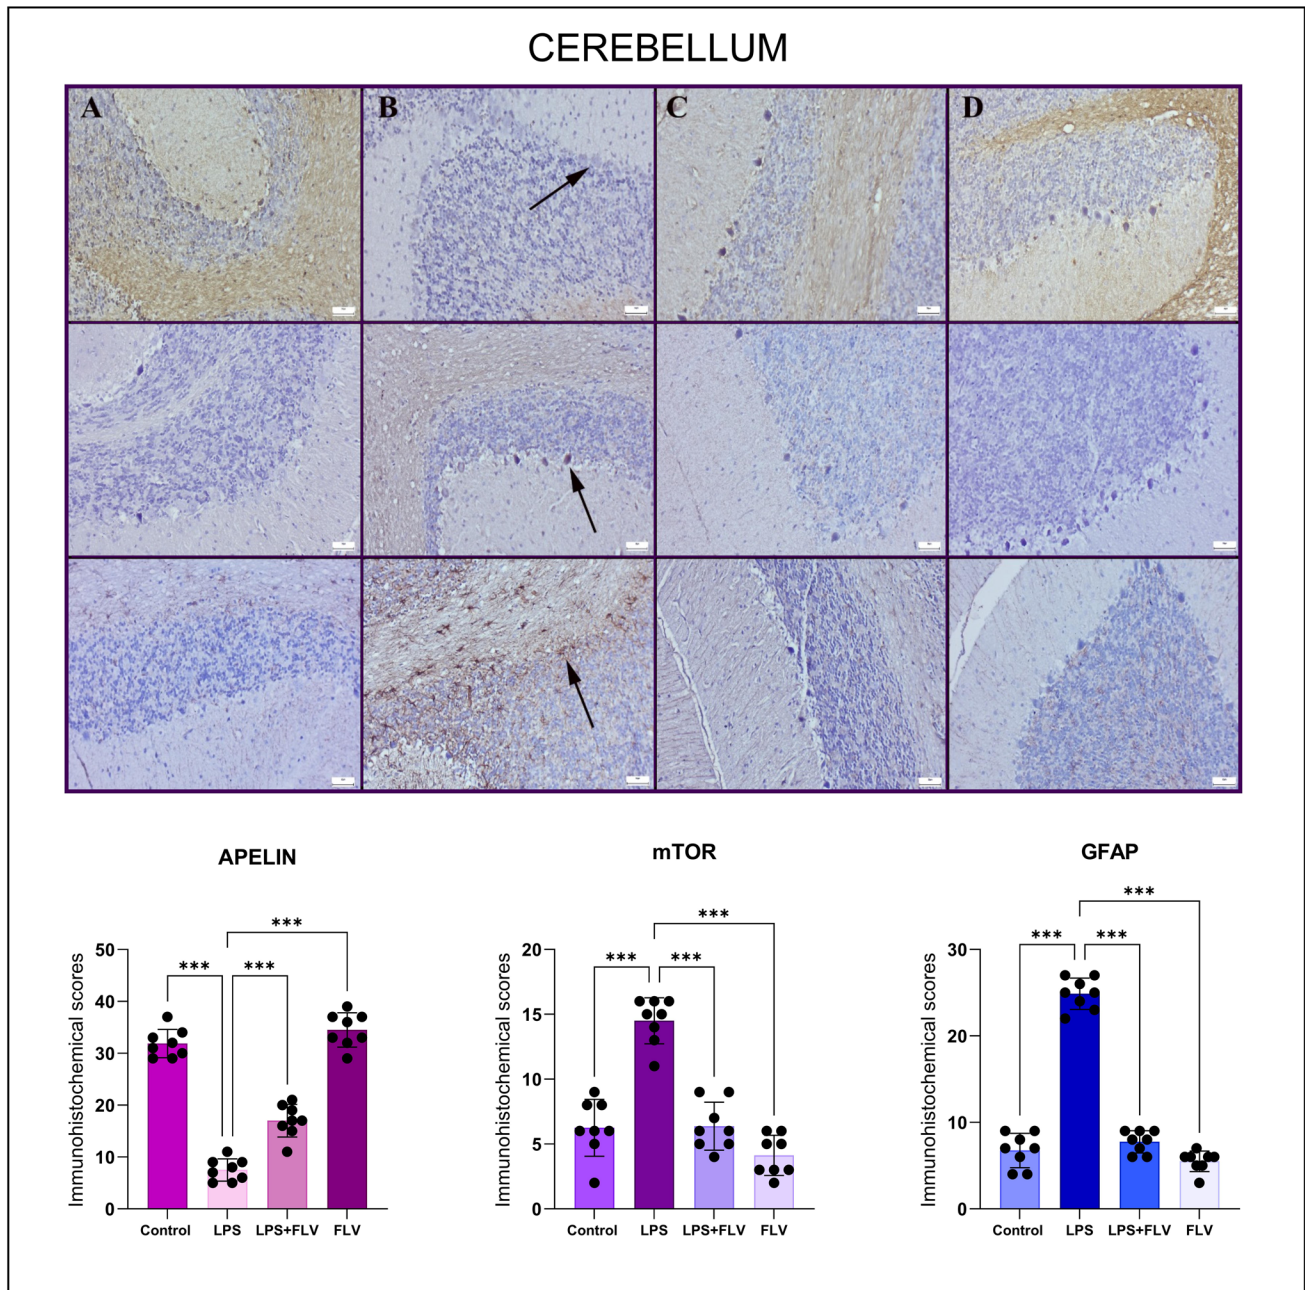 CEREBELLUM
A B C D
APELIN
Immunohistochemical scores
50
40
30
20
10
0
***
*** ***
Control LPS LPS+FLV FLV
mTOR
Immunohistochemical scores
20
15
10
5
0
***
*** ***
Control LPS LPS+FLV FLV
GFAP
Immunohistochemical scores
30
20
10
0
***
*** ***
Control LPS LPS+FLV FLV